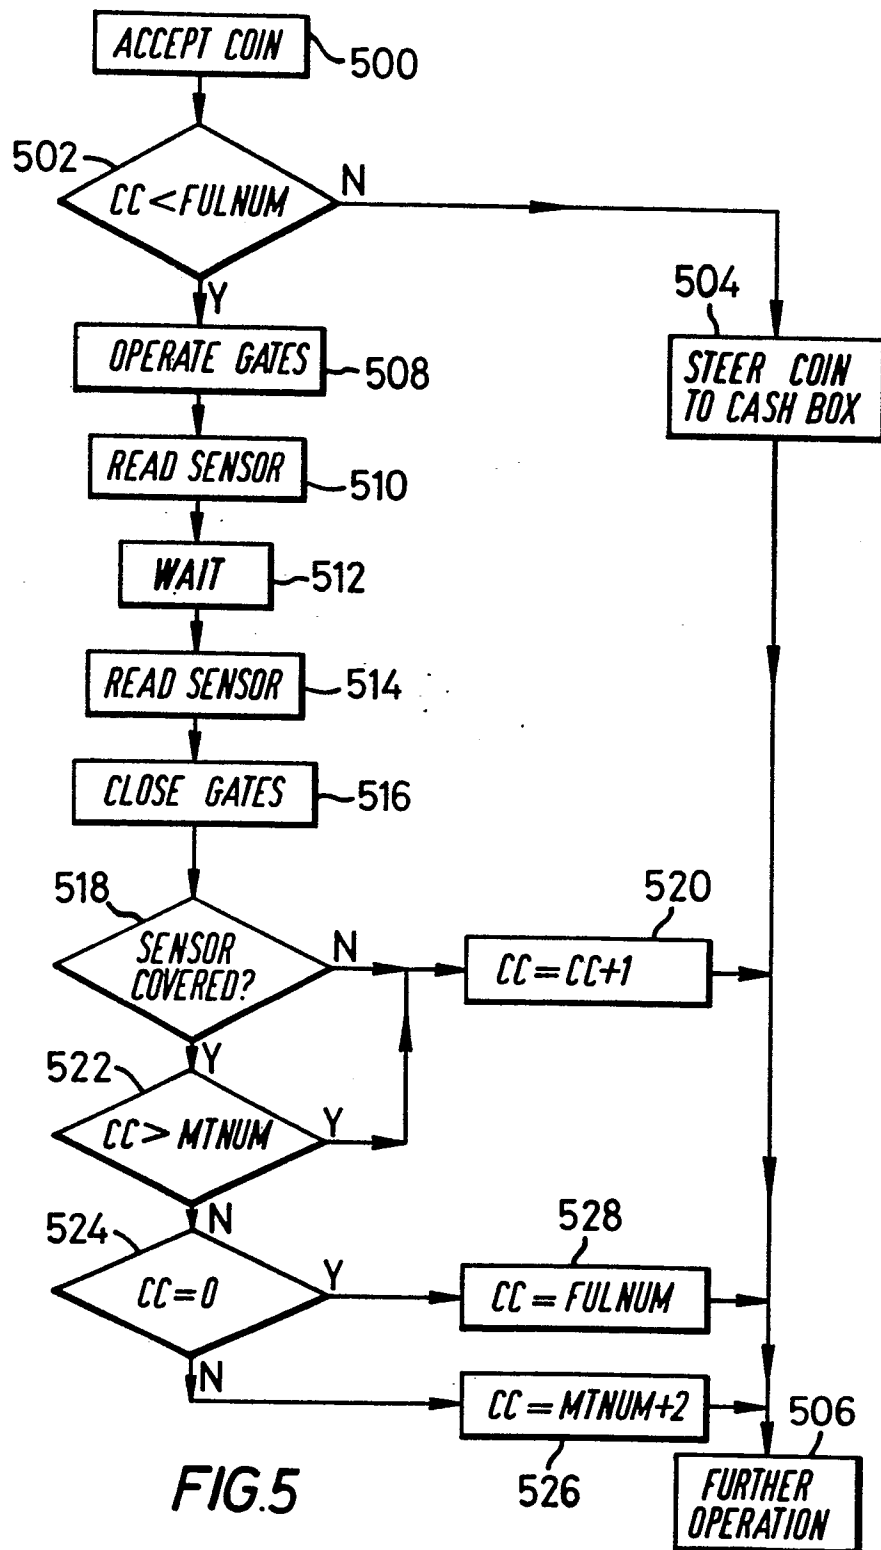 ACCEPT COIN
500
502
CC<FULNUM
N
Y
504
STEER COIN
TO CASH BOX
OPERATE GATES
508
READ SENSOR
510
WAIT
512
READ SENSOR
514
CLOSE GATES
516
518
SENSOR
COVERED?
N
Y
520
CC=CC+1
522
CC>MTNUM
Y
N
524
CC=0
Y
N
528
CC=FULNUM
CC=MTNUM+2
526
506
FURTHER
OPERATION
FIG.5